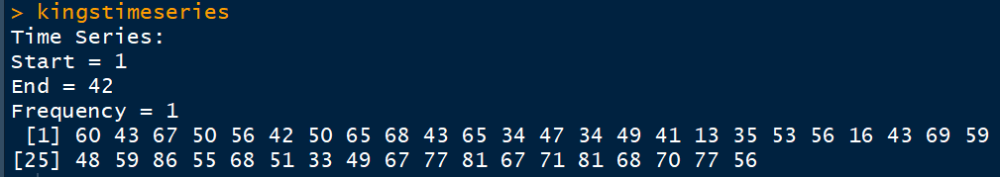 > kingstimeseries
Time Series:
Start = 1
End = 42
Frequency = 1
 [1] 60 43 67 50 56 42 50 65 68 43 65 34 47 34 49 41 13 35 53 56 16 43 69 59
[25] 48 59 86 55 68 51 33 49 67 77 81 67 71 81 68 70 77 56